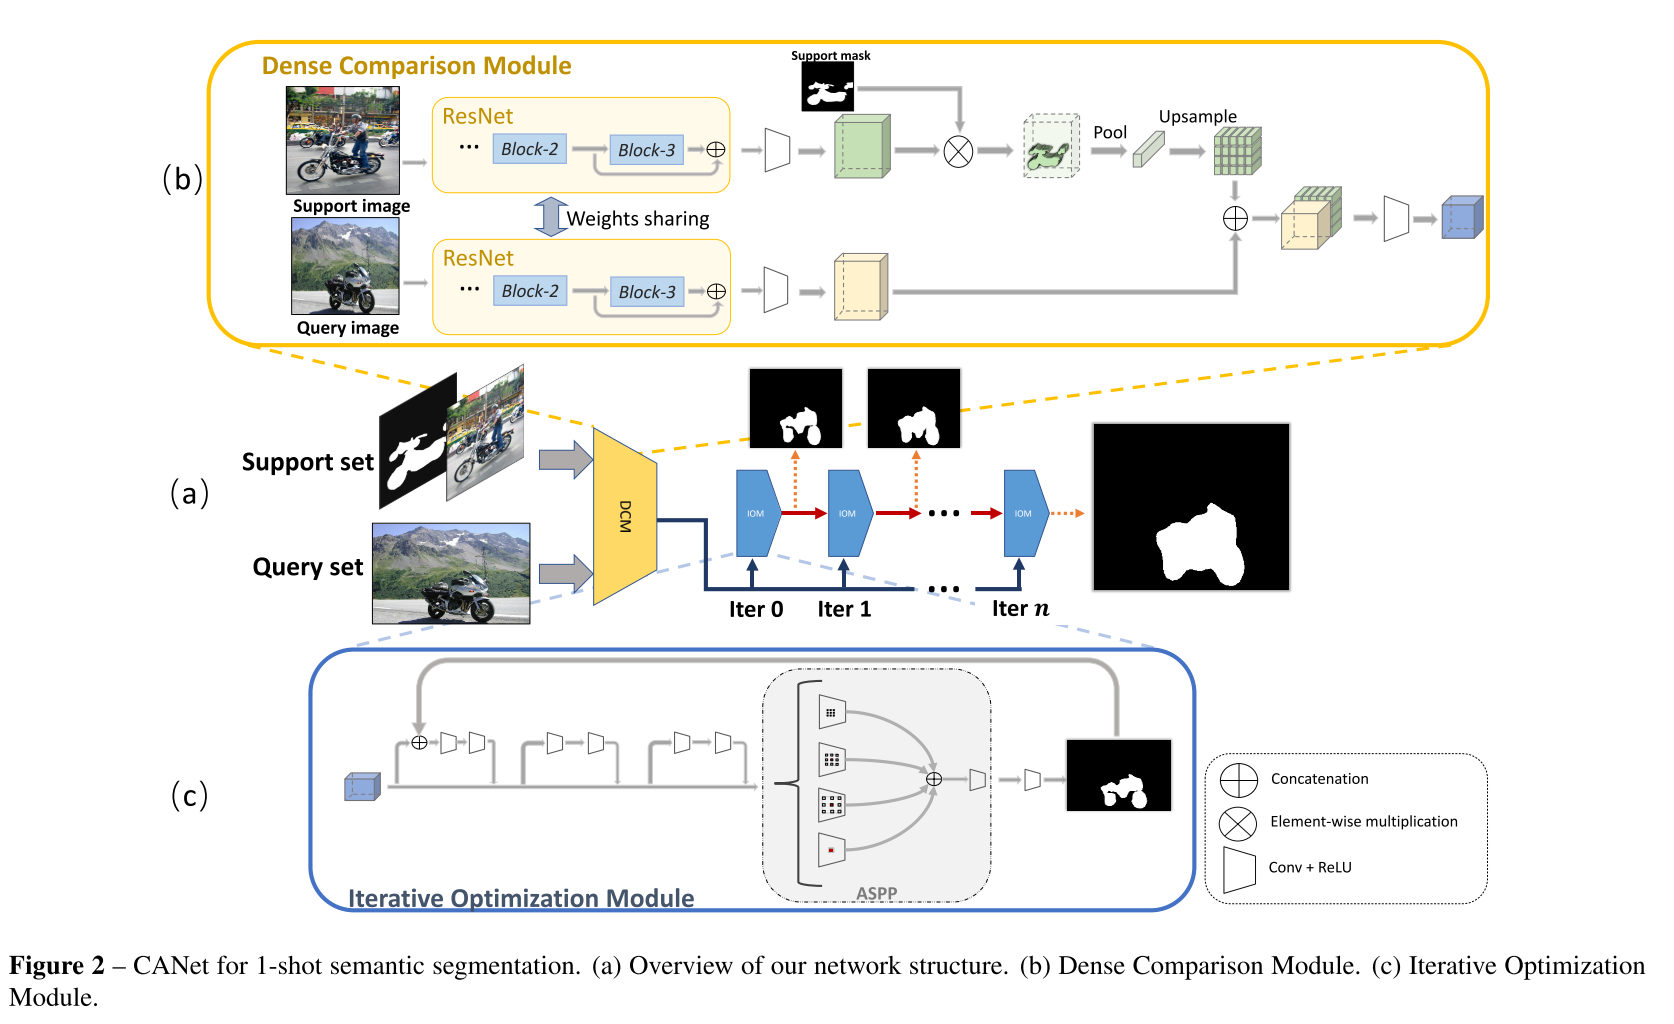 Dense Comparison Module
Support mask
ResNet
... Block-2 Block-3
Pool
Upsample
(b)
Support image
Weights sharing
ResNet
... Block-2 Block-3
Query image
Support set
(a)
DCM
IOM IOM ... IOM
Query set
...
Iter 0 Iter 1 Iter n
(c)
Concatenation
Element-wise multiplication
Conv + ReLU
ASPP
Iterative Optimization Module
Figure 2 – CANet for 1-shot semantic segmentation. (a) Overview of our network structure. (b) Dense Comparison Module. (c) Iterative Optimization
Module.